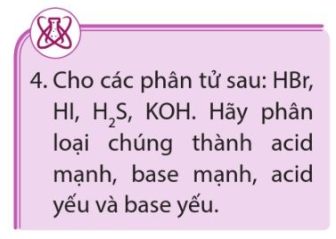 4. Cho các phân tử sau: HBr,
HI, H₂S, KOH. Hãy phân
loại chúng thành acid
mạnh, base mạnh, acid
yếu và base yếu.